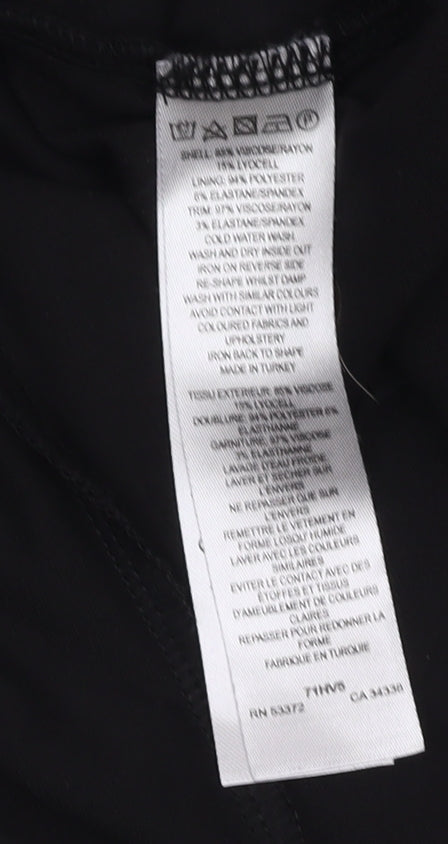 SHELL: 85% VISCOSE/RAYON
15% LYOCELL
LINING: 94% POLYESTER
6% ELASTANE/SPANDEX
TRIM: 97% VISCOSE/RAYON
3% ELASTANE/SPANDEX
COLD WATER WASH
WASH AND DRY INSIDE OUT
IRON ON REVERSE SIDE
RE-SHAPE WHILST DAMP
WASH WITH SIMILAR COLOURS
AVOID CONTACT WITH LIGHT
COLOURED FABRICS AND
UPHOLSTERY
IRON BACK TO SHAPE
MADE IN TURKEY
TISSU EXTERIEUR: 85% VISCOSE
15% LYOCELL
DOUBLURE: 94% POLYESTER 6%
ELASTHANNE
GARNITURE: 97% VISCOSE
3% ELASTHANNE
LAVAGE D'EAU FROIDE
LAVER ET SÉCHER SUR
L'ENVERS
NE REPASSER QUE SUR
L'ENVERS
REMETTRE LE VETEMENT EN
FORME LOSQU' HUMIDE
LAVER AVEC LES COULEURS
SIMILAIRES
EVITER LE CONTACT AVEC DES
ETOFFES ET TISSUS
D'AMEUBLEMENT DE COULEURS
CLAIRES
REPASSER POUR REDONNER LA
FORME
FABRIQUE EN TURQUIE
71HV5
RN 53372 CA 34330